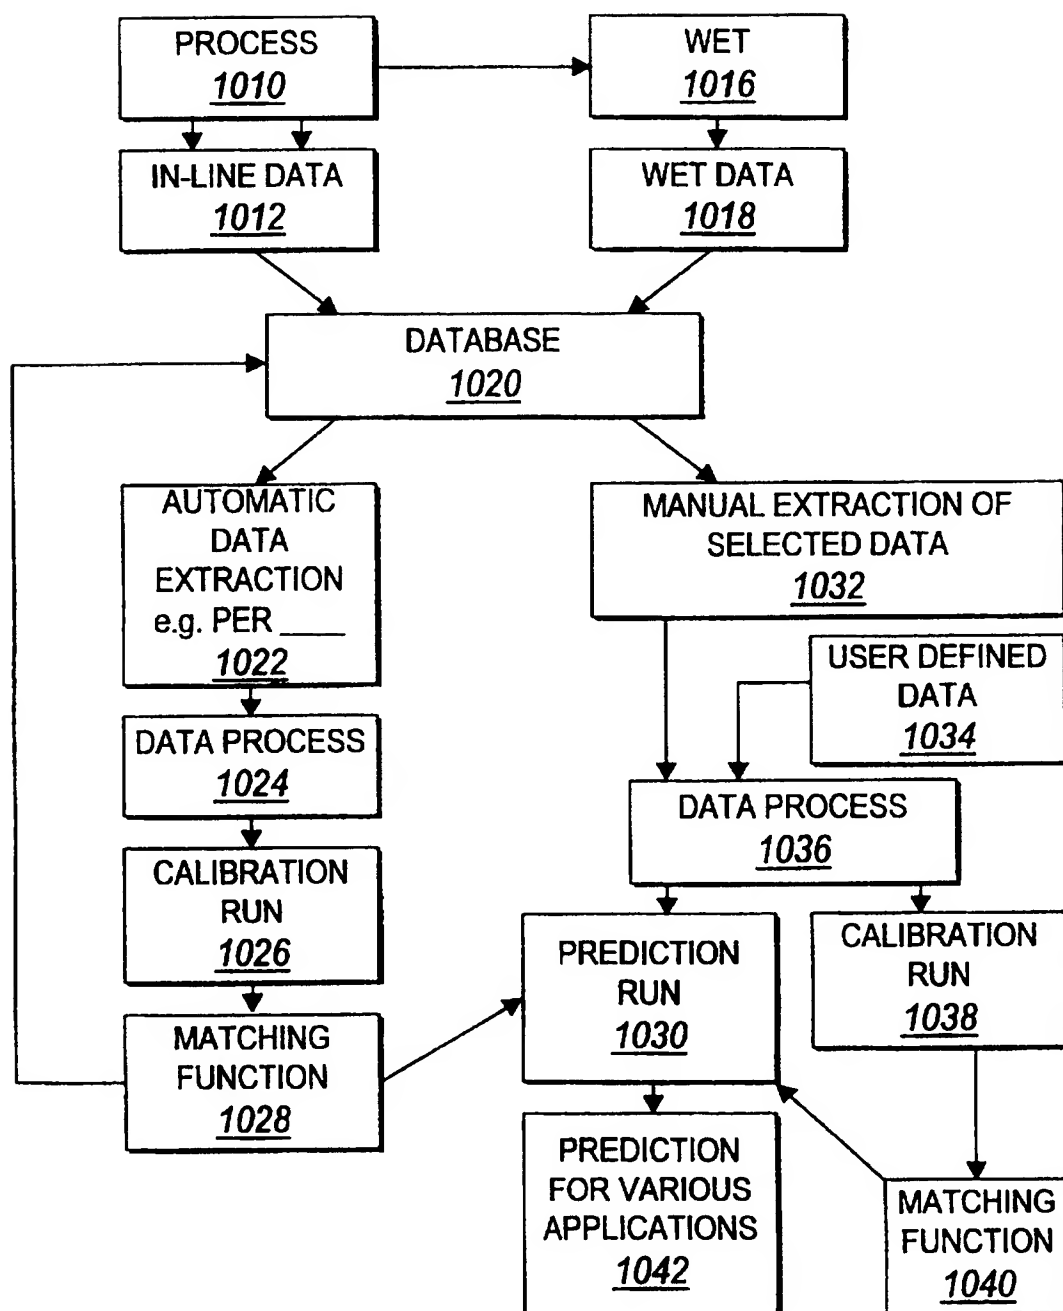 PROCESS
1010
WET
1016
IN-LINE DATA
1012
WET DATA
1018
DATABASE
1020
AUTOMATIC
DATA
EXTRACTION
e.g. PER ____
1022
MANUAL EXTRACTION OF
SELECTED DATA
1032
USER DEFINED
DATA
1034
DATA PROCESS
1024
DATA PROCESS
1036
CALIBRATION
RUN
1026
PREDICTION
RUN
1030
CALIBRATION
RUN
1038
MATCHING
FUNCTION
1028
PREDICTION
FOR VARIOUS
APPLICATIONS
1042
MATCHING
FUNCTION
1040